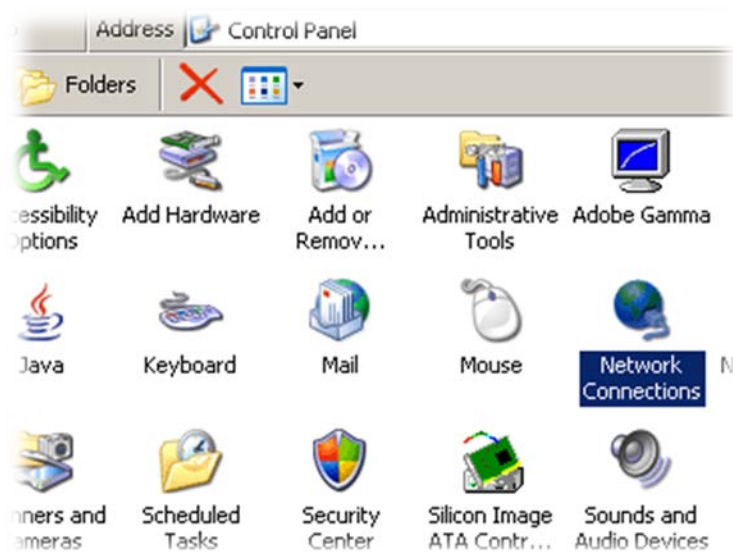 Address Control Panel
Folders
cessibility Add Hardware Add or Administrative Adobe Gamma
Options Remov... Tools
Java Keyboard Mail Mouse Network N
Connections
nners and Scheduled Security Silicon Image Sounds and
ameras Tasks Center ATA Contr... Audio Devices